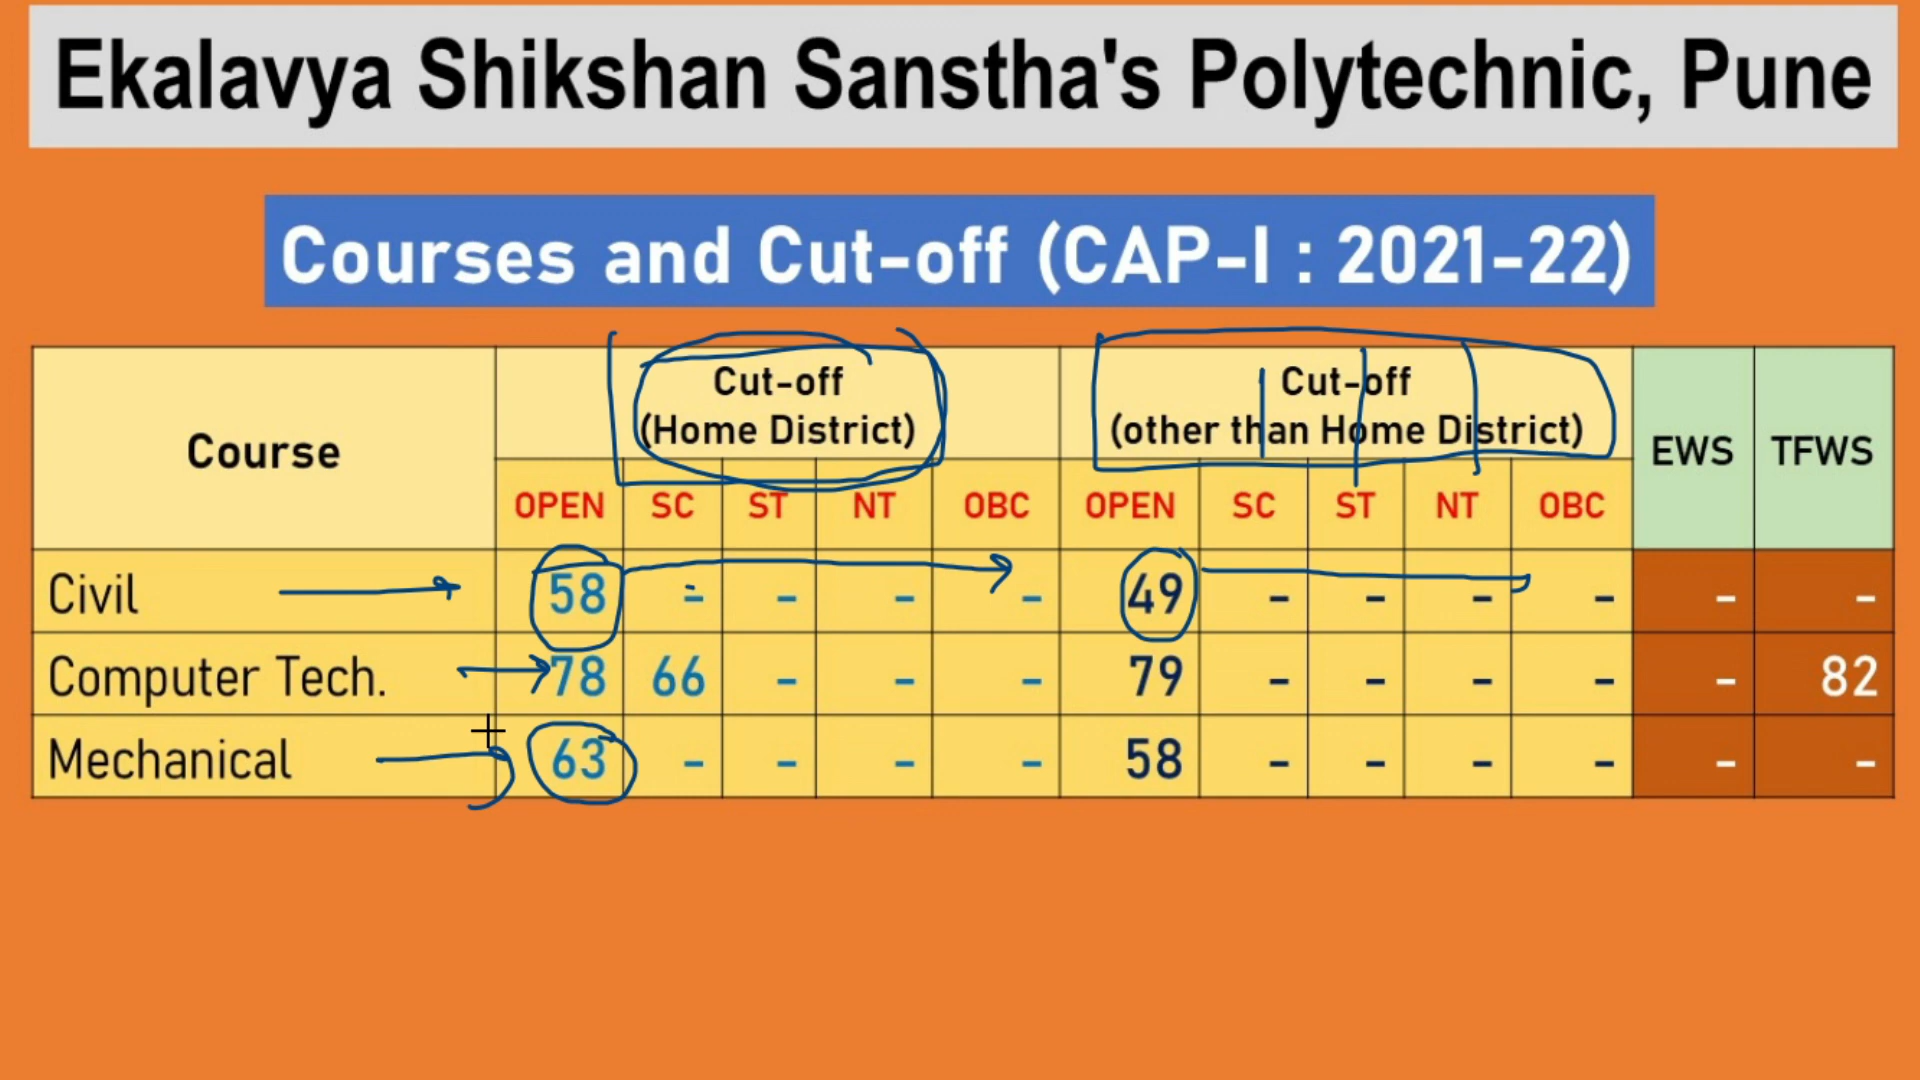 Ekalavya Shikshan Sanstha's Polytechnic, Pune
Courses and Cut-off (CAP-I : 2021-22)
Course
Cut-off
(Home District)
Cut-off
(other than Home District)
EWS TFWS
OPEN SC ST NT OBC OPEN SC ST NT OBC
Civil 58 - - - - 49 - - - - - -
Computer Tech. 78 66 - - - 79 - - - - - 82
Mechanical 63 - - - - 58 - - - - - -